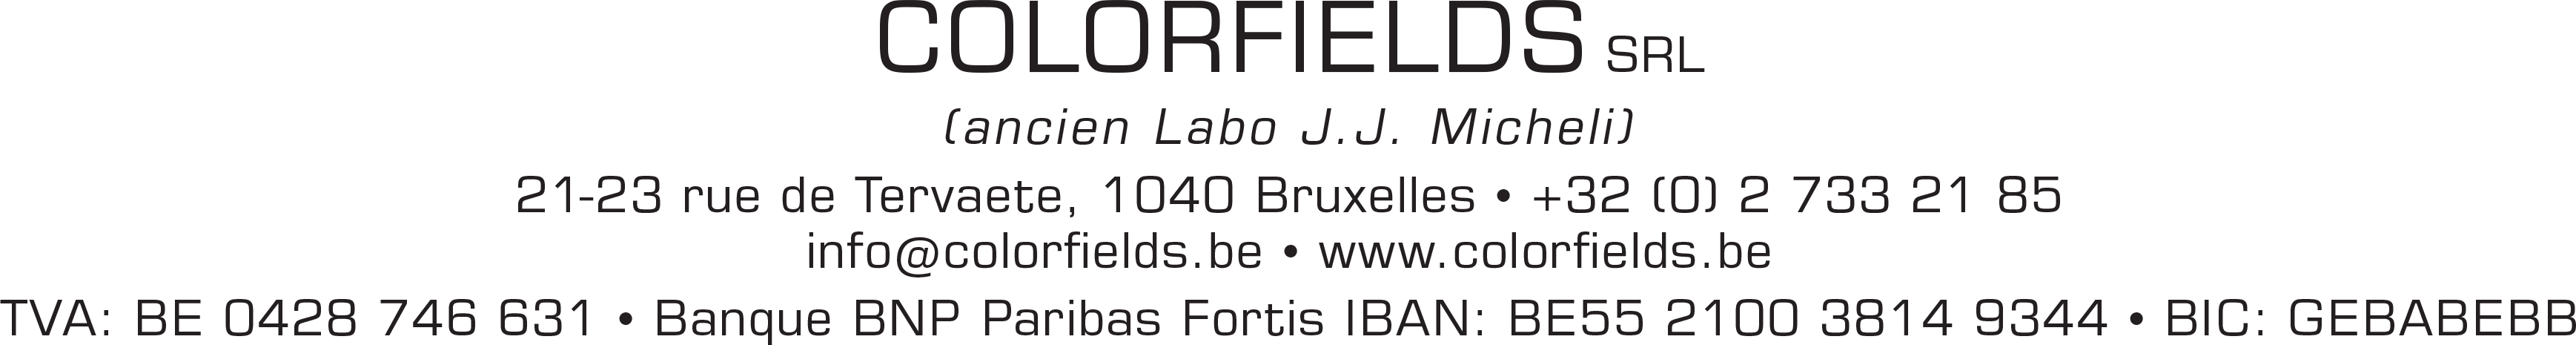 COLORFIELDS SRL
(ancien Labo J.J. Micheli)
21-23 rue de Tervaete, 1040 Bruxelles • +32 (0) 2 733 21 85
info@colorfields.be • www.colorfields.be
TVA: BE 0428 746 631 • Banque BNP Paribas Fortis IBAN: BE55 2100 3814 9344 • BIC: GEBABEBB